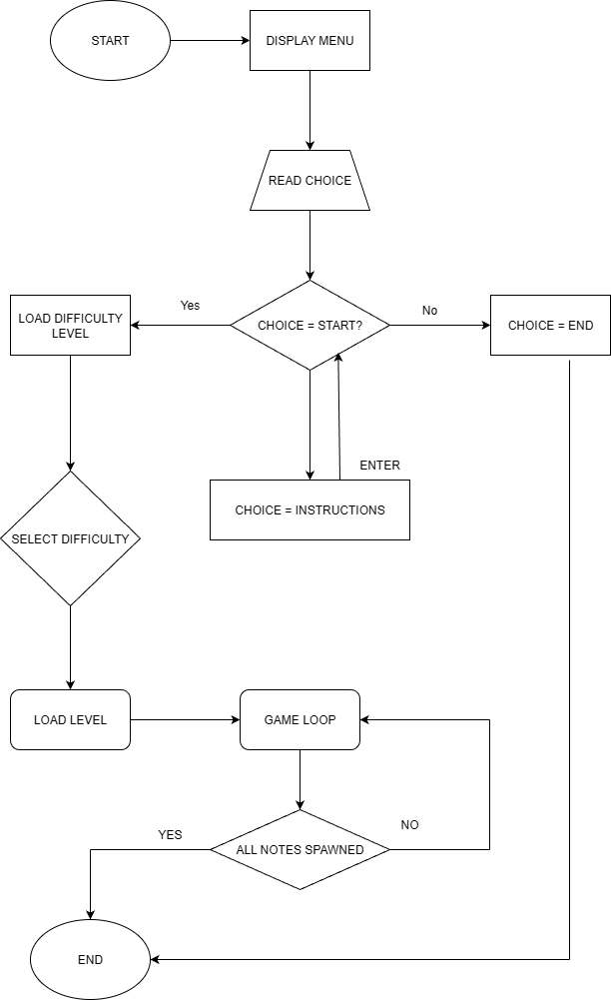 START
DISPLAY MENU
READ CHOICE
Yes
No
LOAD DIFFICULTY
LEVEL
CHOICE = START?
CHOICE = END
ENTER
CHOICE = INSTRUCTIONS
SELECT DIFFICULTY
LOAD LEVEL
GAME LOOP
YES
NO
ALL NOTES SPAWNED
END